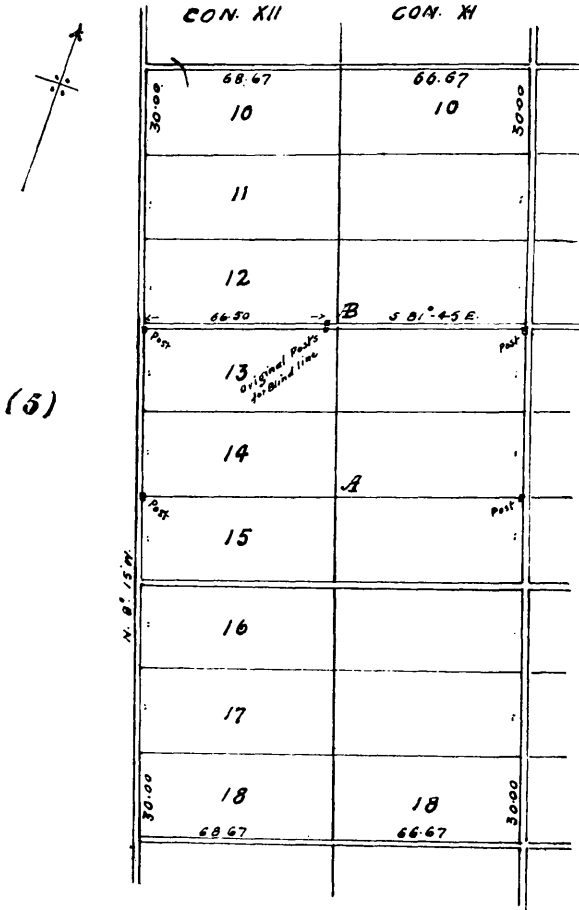 CON. XII CON. XI
68.67 66.67
30.00 10 10 30.00
11
12
66.50 B S 81°-45 E.
Post Post
13 original Posts
for Blind line
(5)
14
A
Post Post
15
N. 8° 15' W.
16
17
30.00 18 18 30.00
68.67 66.67